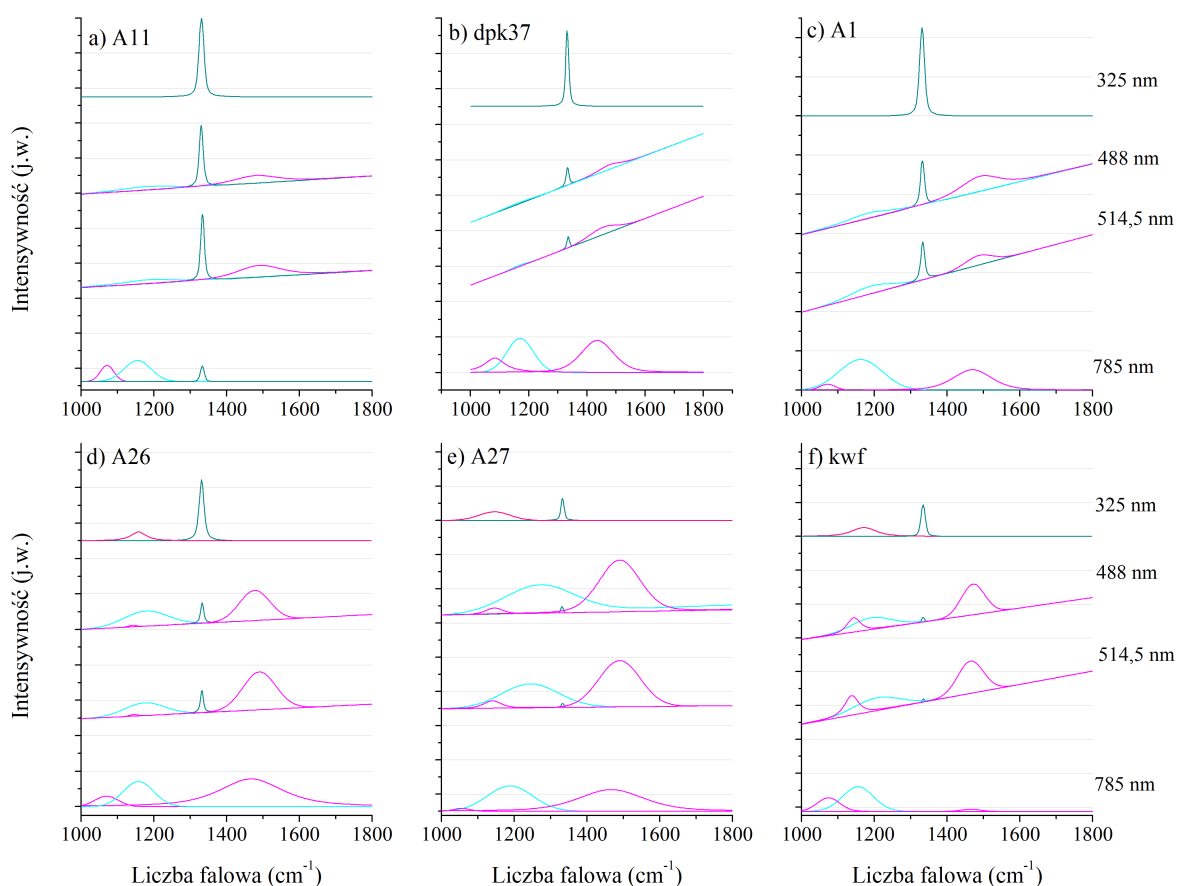 a) A11
b) dpk37
c) A1
325 nm
488 nm
514,5 nm
785 nm
Intensywność (j.w.)
1000 1200 1400 1600 1800
1000 1200 1400 1600 1800
1000 1200 1400 1600 1800
d) A26
e) A27
f) kwf
325 nm
488 nm
514,5 nm
785 nm
Intensywność (j.w.)
1000 1200 1400 1600 1800
1000 1200 1400 1600 1800
1000 1200 1400 1600 1800
Liczba falowa (cm⁻¹)
Liczba falowa (cm⁻¹)
Liczba falowa (cm⁻¹)